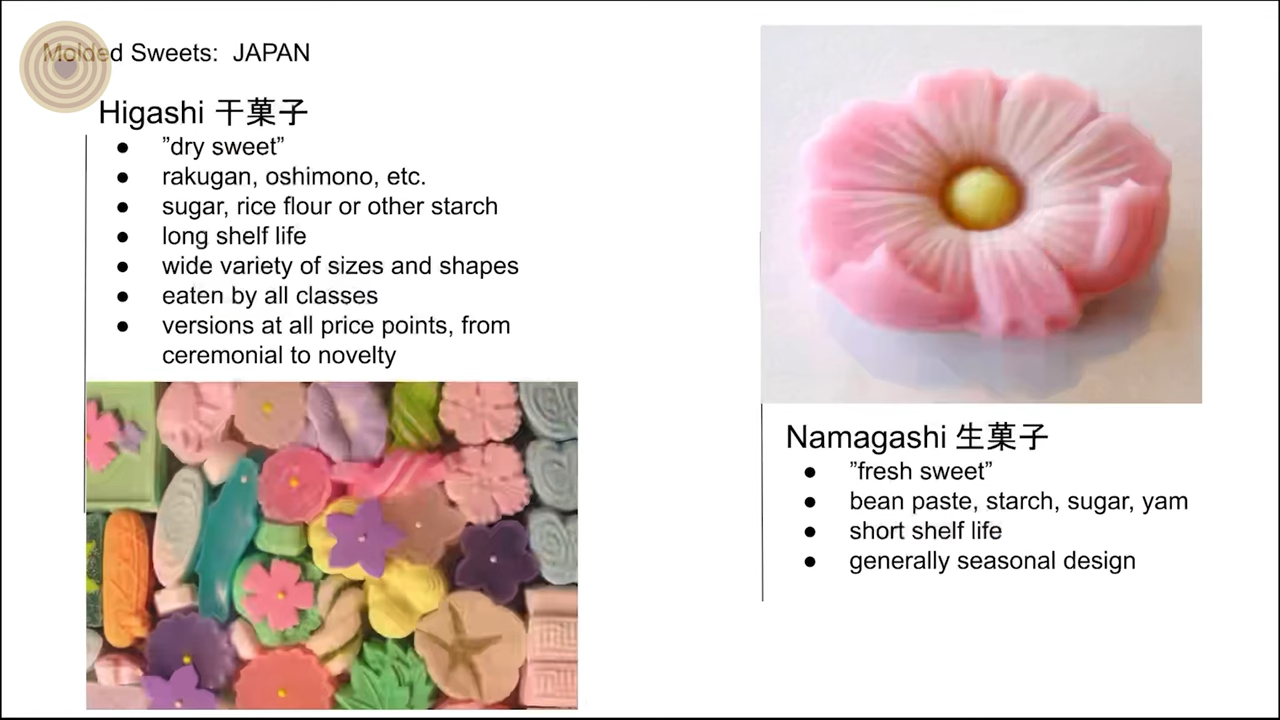 Molded Sweets: JAPAN
Higashi 干菓子
● ”dry sweet”
● rakugan, oshimono, etc.
● sugar, rice flour or other starch
● long shelf life
● wide variety of sizes and shapes
● eaten by all classes
● versions at all price points, from
ceremonial to novelty
Namagashi 生菓子
● ”fresh sweet”
● bean paste, starch, sugar, yam
● short shelf life
● generally seasonal design